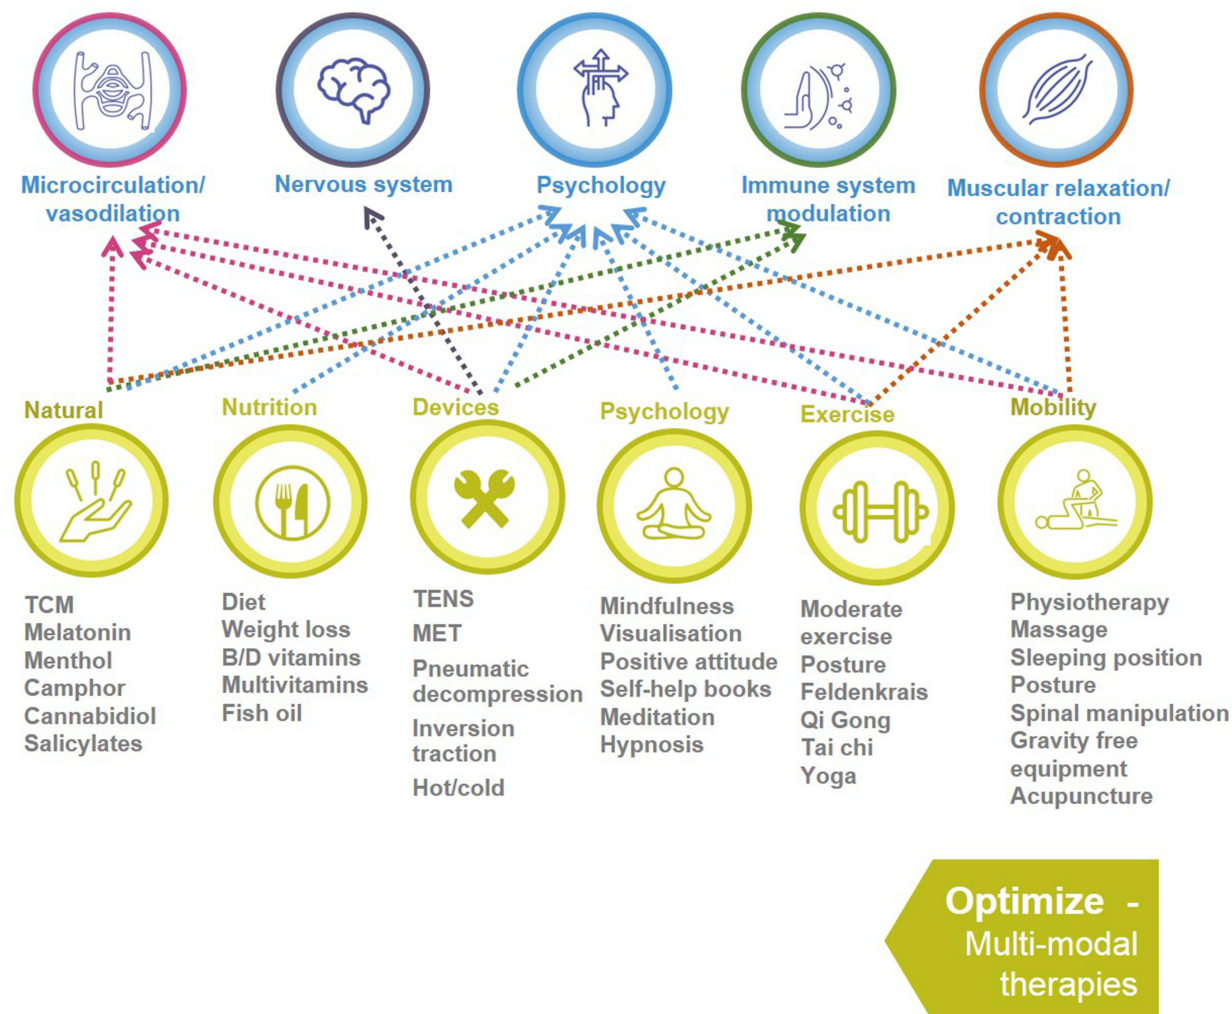 Microcirculation/
vasodilation
Nervous system
Psychology
Immune system
modulation
Muscular relaxation/
contraction
Natural
Nutrition
Devices
Psychology
Exercise
Mobility
TCM
Melatonin
Menthol
Camphor
Cannabidiol
Salicylates
Diet
Weight loss
B/D vitamins
Multivitamins
Fish oil
TENS
MET
Pneumatic
decompression
Inversion
traction
Hot/cold
Mindfulness
Visualisation
Positive attitude
Self-help books
Meditation
Hypnosis
Moderate
exercise
Posture
Feldenkrais
Qi Gong
Tai chi
Yoga
Physiotherapy
Massage
Sleeping position
Posture
Spinal manipulation
Gravity free
equipment
Acupuncture
Optimize -
Multi-modal
therapies